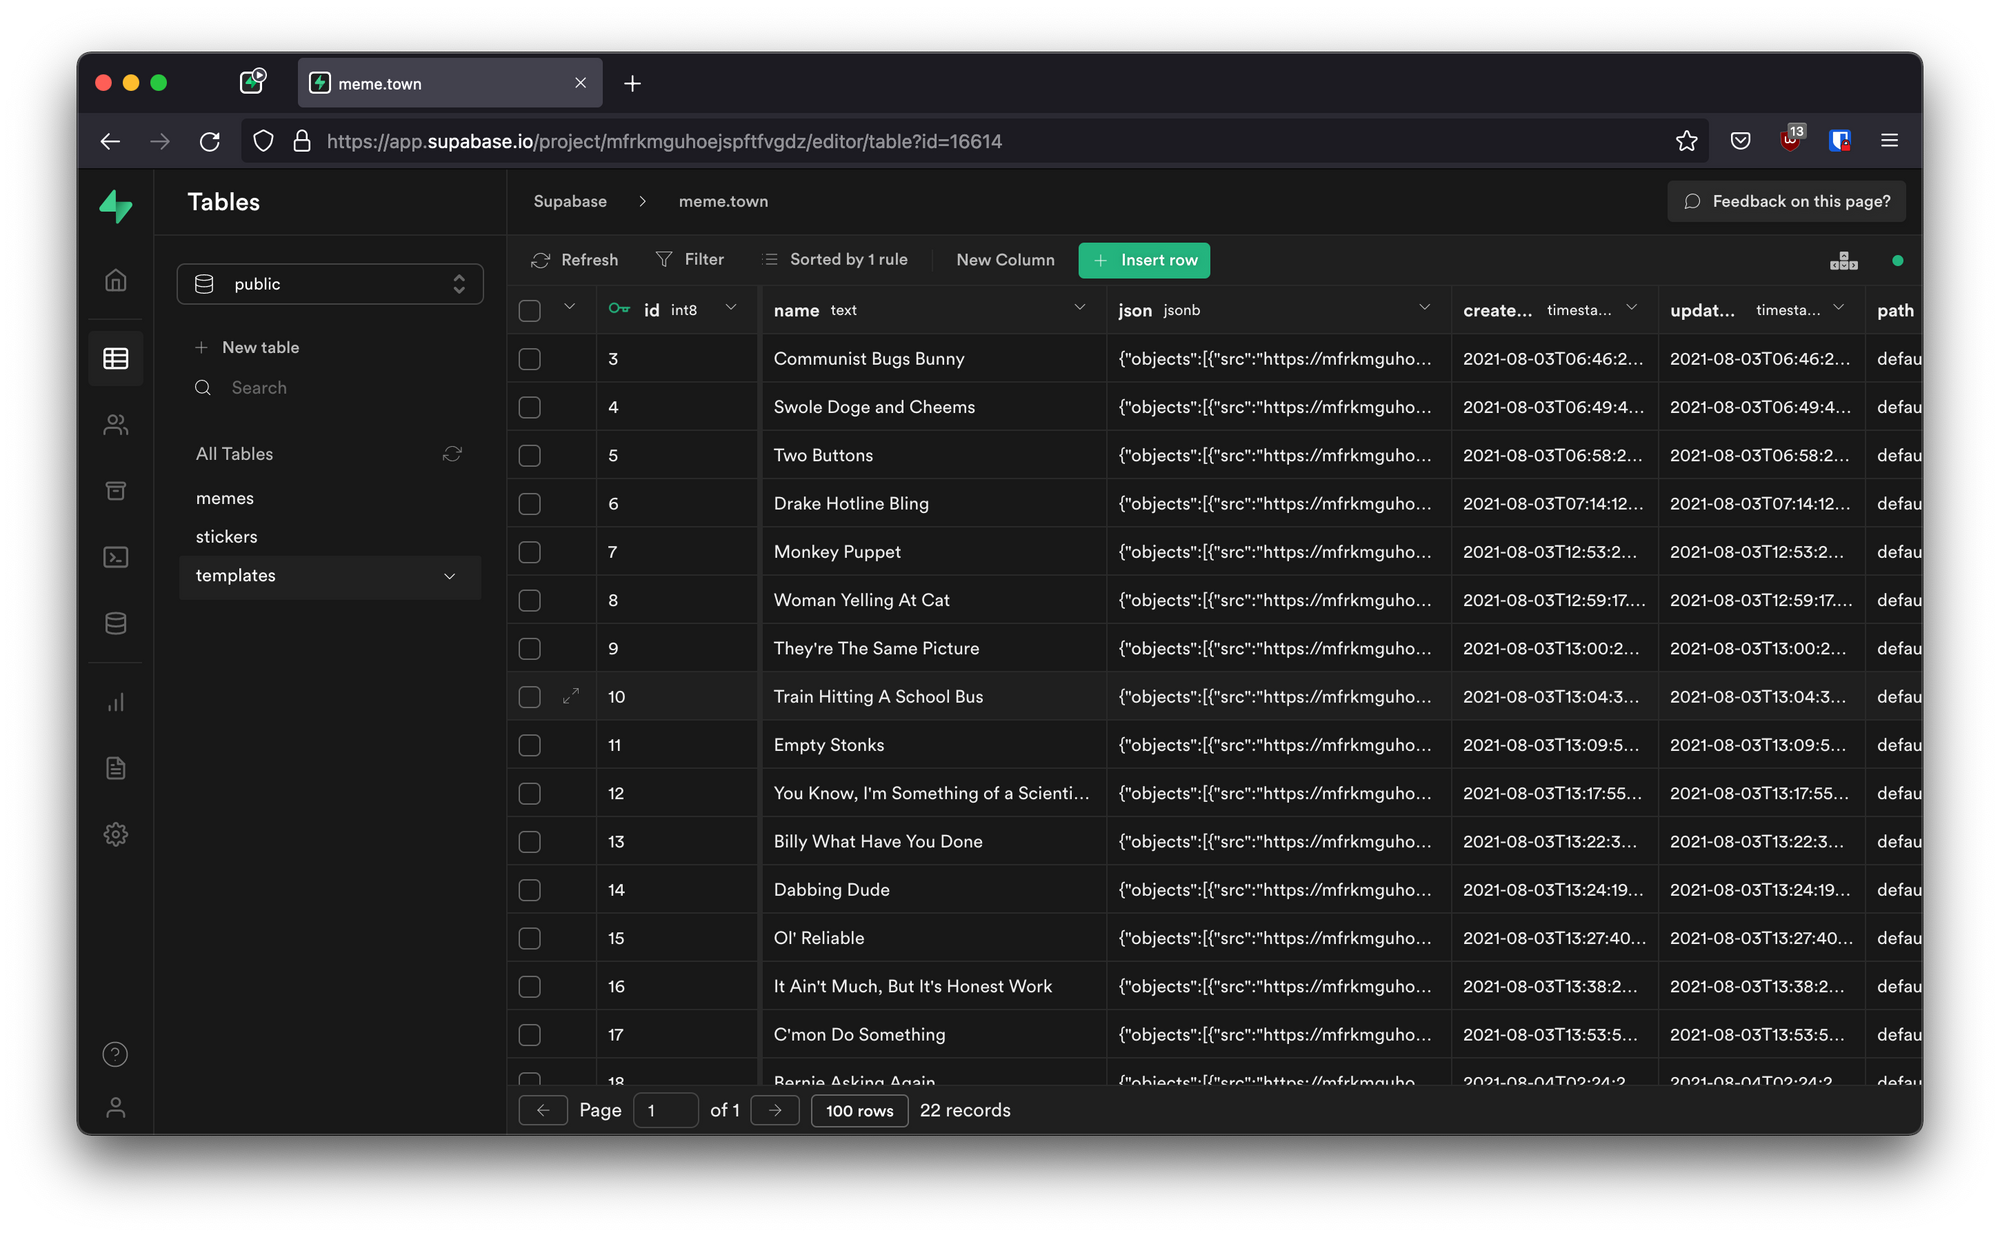 meme.town
https://app.supabase.io/project/mfrkmguhoejspftfvgdz/editor/table?id=16614
13
Tables
Supabase > meme.town
Feedback on this page?
public
New table
Search
All Tables
memes
stickers
templates
Refresh Filter Sorted by 1 rule New Column + Insert row
id int8 name text json jsonb create... timesta... updat... timesta... path
3 Communist Bugs Bunny {"objects":[{"src":"https://mfrkmguho... 2021-08-03T06:46:2... 2021-08-03T06:46:2... defau
4 Swole Doge and Cheems {"objects":[{"src":"https://mfrkmguho... 2021-08-03T06:49:4... 2021-08-03T06:49:4... defau
5 Two Buttons {"objects":[{"src":"https://mfrkmguho... 2021-08-03T06:58:2... 2021-08-03T06:58:2... defau
6 Drake Hotline Bling {"objects":[{"src":"https://mfrkmguho... 2021-08-03T07:14:12... 2021-08-03T07:14:12... defau
7 Monkey Puppet {"objects":[{"src":"https://mfrkmguho... 2021-08-03T12:53:2... 2021-08-03T12:53:2... defau
8 Woman Yelling At Cat {"objects":[{"src":"https://mfrkmguho... 2021-08-03T12:59:17.... 2021-08-03T12:59:17.... defau
9 They're The Same Picture {"objects":[{"src":"https://mfrkmguho... 2021-08-03T13:00:2... 2021-08-03T13:00:2... defau
10 Train Hitting A School Bus {"objects":[{"src":"https://mfrkmguho... 2021-08-03T13:04:3... 2021-08-03T13:04:3... defau
11 Empty Stonks {"objects":[{"src":"https://mfrkmguho... 2021-08-03T13:09:5... 2021-08-03T13:09:5... defau
12 You Know, I'm Something of a Scienti... {"objects":[{"src":"https://mfrkmguho... 2021-08-03T13:17:55... 2021-08-03T13:17:55... defau
13 Billy What Have You Done {"objects":[{"src":"https://mfrkmguho... 2021-08-03T13:22:3... 2021-08-03T13:22:3... defau
14 Dabbing Dude {"objects":[{"src":"https://mfrkmguho... 2021-08-03T13:24:19... 2021-08-03T13:24:19... defau
15 Ol' Reliable {"objects":[{"src":"https://mfrkmguho... 2021-08-03T13:27:40... 2021-08-03T13:27:40... defau
16 It Ain't Much, But It's Honest Work {"objects":[{"src":"https://mfrkmguho... 2021-08-03T13:38:2... 2021-08-03T13:38:2... defau
17 C'mon Do Something {"objects":[{"src":"https://mfrkmguho... 2021-08-03T13:53:5... 2021-08-03T13:53:5... defau
18 Bernie Asking Again {"objects":[{"src":"https://mfrkmguho... 2021-08-04T02:24:2... 2021-08-04T02:24:2... defau
Page 1 of 1 100 rows 22 records